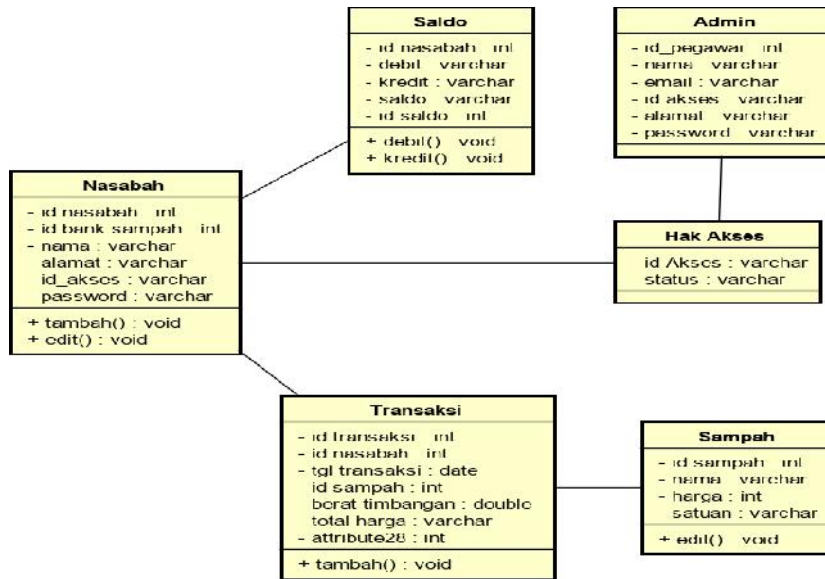 Saldo
- id nasabah : int
- debit : varchar
- kredit : varchar
- saldo : varchar
- id saldo : int
+ debit() : void
+ kredit() : void
Admin
- id_pegawai : int
- nama : varchar
- email : varchar
- id akses : varchar
- alamat : varchar
- password : varchar
Nasabah
- id nasabah : int
- id bank sampah : int
- nama : varchar
alamat : varchar
id_akses : varchar
password : varchar
+ tambah() : void
+ edit() : void
Hak Akses
id Akses : varchar
status : varchar
Transaksi
- id transaksi : int
- id nasabah : int
- tgl transaksi : date
id sampah : int
berat timbangan : double
total harga : varchar
- attribute28 : int
+ tambah() : void
Sampah
- id sampah : int
- nama : varchar
- harga : int
satuan : varchar
+ edit() : void